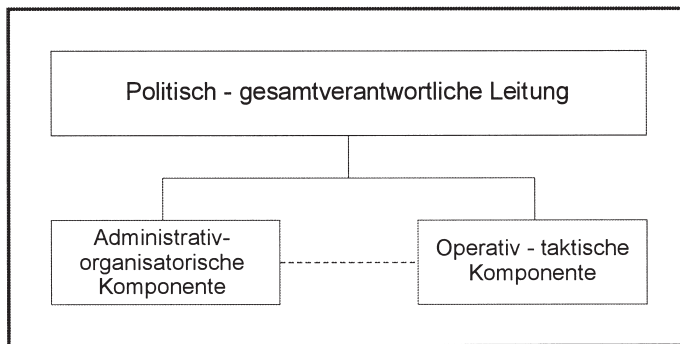 Politisch - gesamtverantwortliche Leitung
Administrativ-
organisatorische
Komponente
Operativ - taktische
Komponente